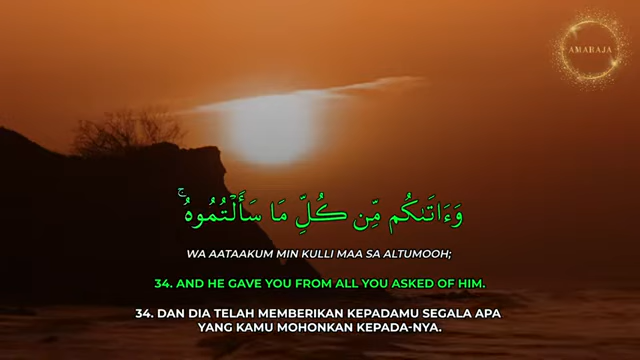 AMARAJA
وَءَاتَىٰكُم مِّن كُلِّ مَا سَأَلْتُمُوهُ ۚ
WA AATAAKUM MIN KULLI MAA SA ALTUMOOH;
34. AND HE GAVE YOU FROM ALL YOU ASKED OF HIM.
34. DAN DIA TELAH MEMBERIKAN KEPADAMU SEGALA APA
YANG KAMU MOHONKAN KEPADA-NYA.